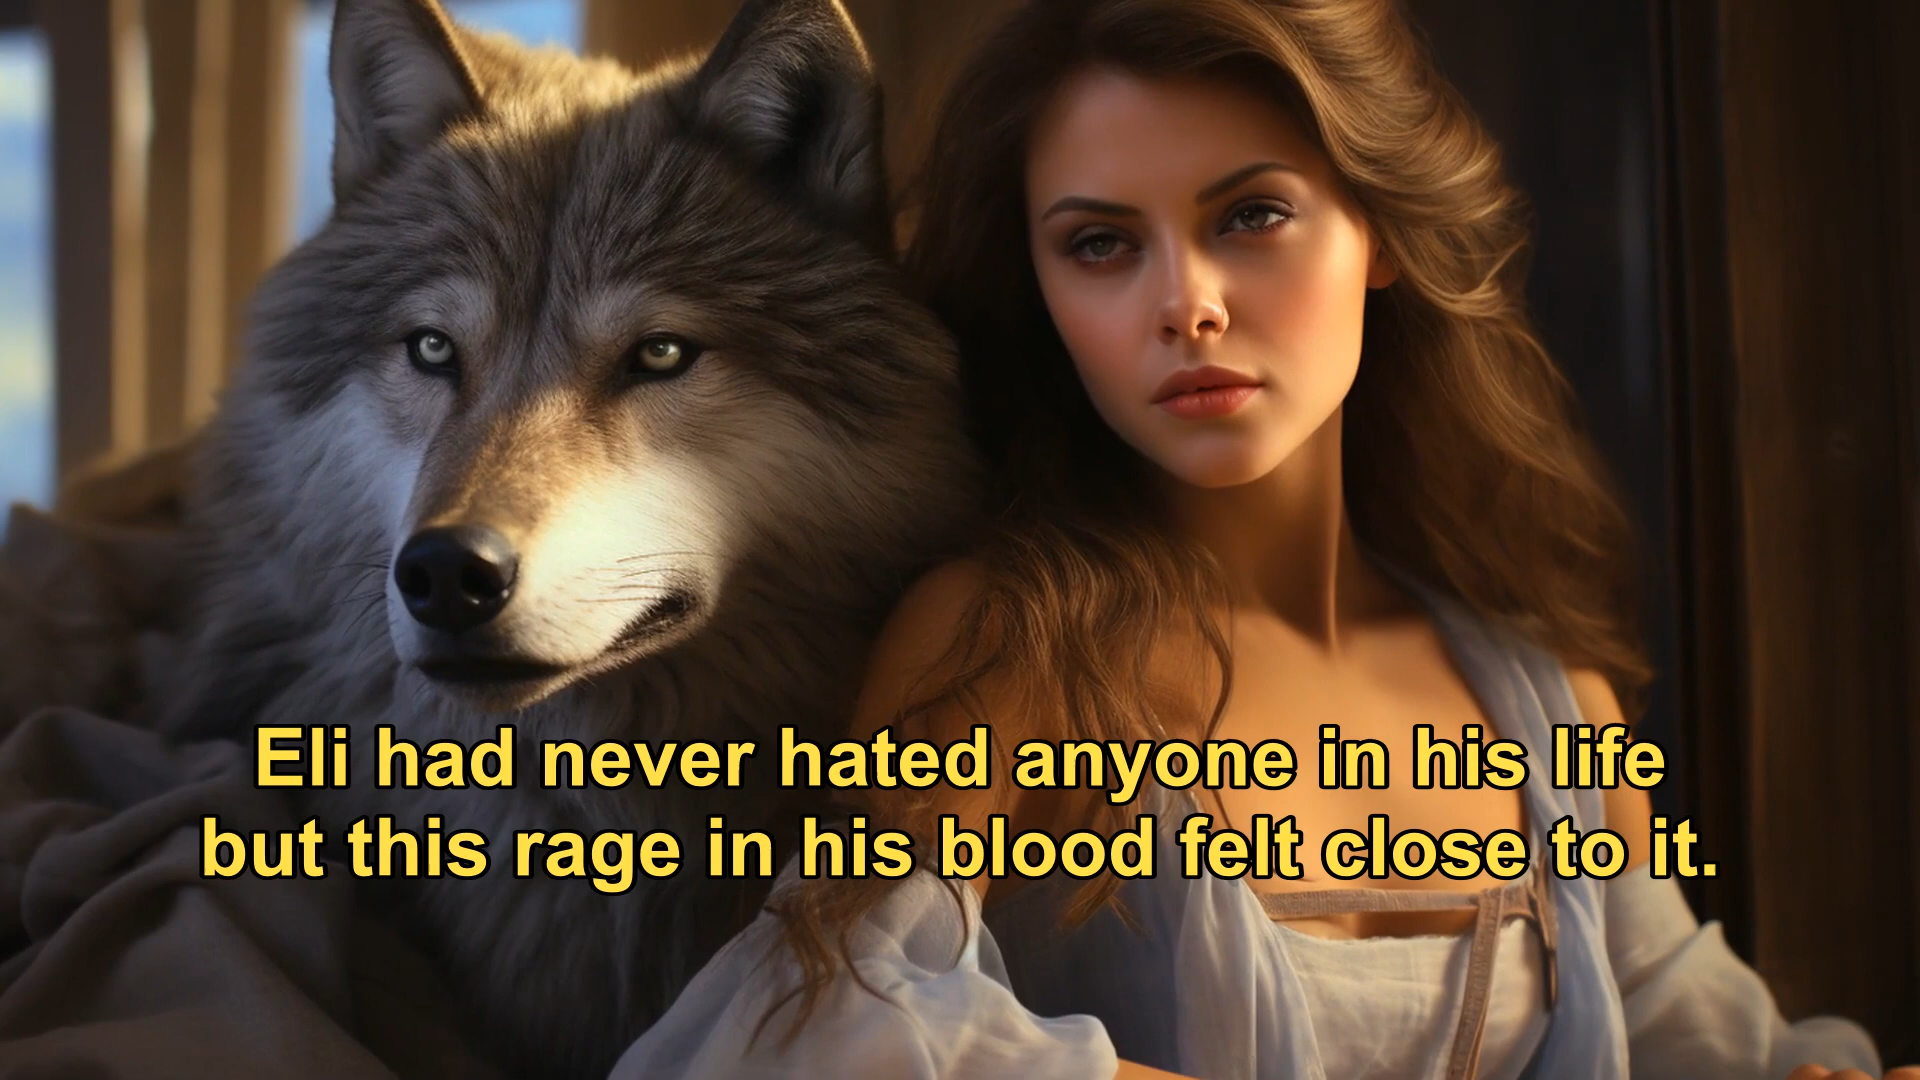 Eli had never hated anyone in his life
but this rage in his blood felt close to it.